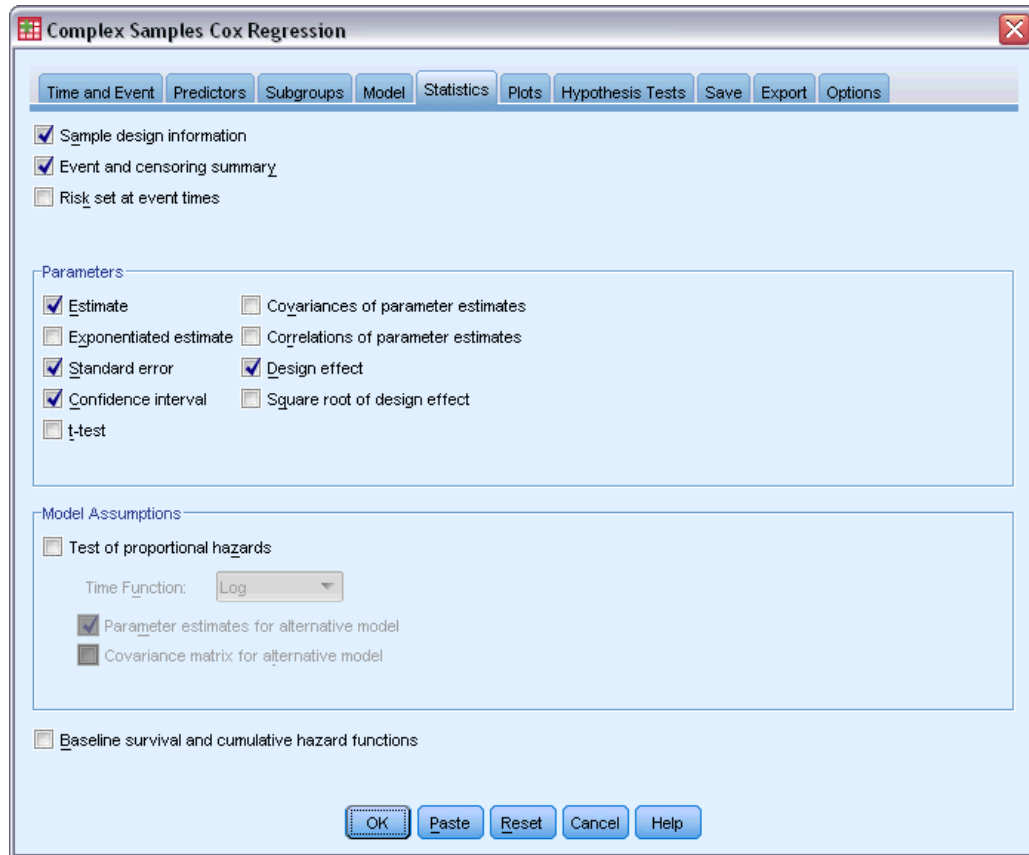 Complex Samples Cox Regression
Time and Event Predictors Subgroups Model Statistics Plots Hypothesis Tests Save Export Options
Sample design information
Event and censoring summary
Risk set at event times
Parameters
Estimate Covariances of parameter estimates
Exponentiated estimate Correlations of parameter estimates
Standard error Design effect
Confidence interval Square root of design effect
t-test
Model Assumptions
Test of proportional hazards
Time Function: Log
Parameter estimates for alternative model
Covariance matrix for alternative model
Baseline survival and cumulative hazard functions
OK Paste Reset Cancel Help